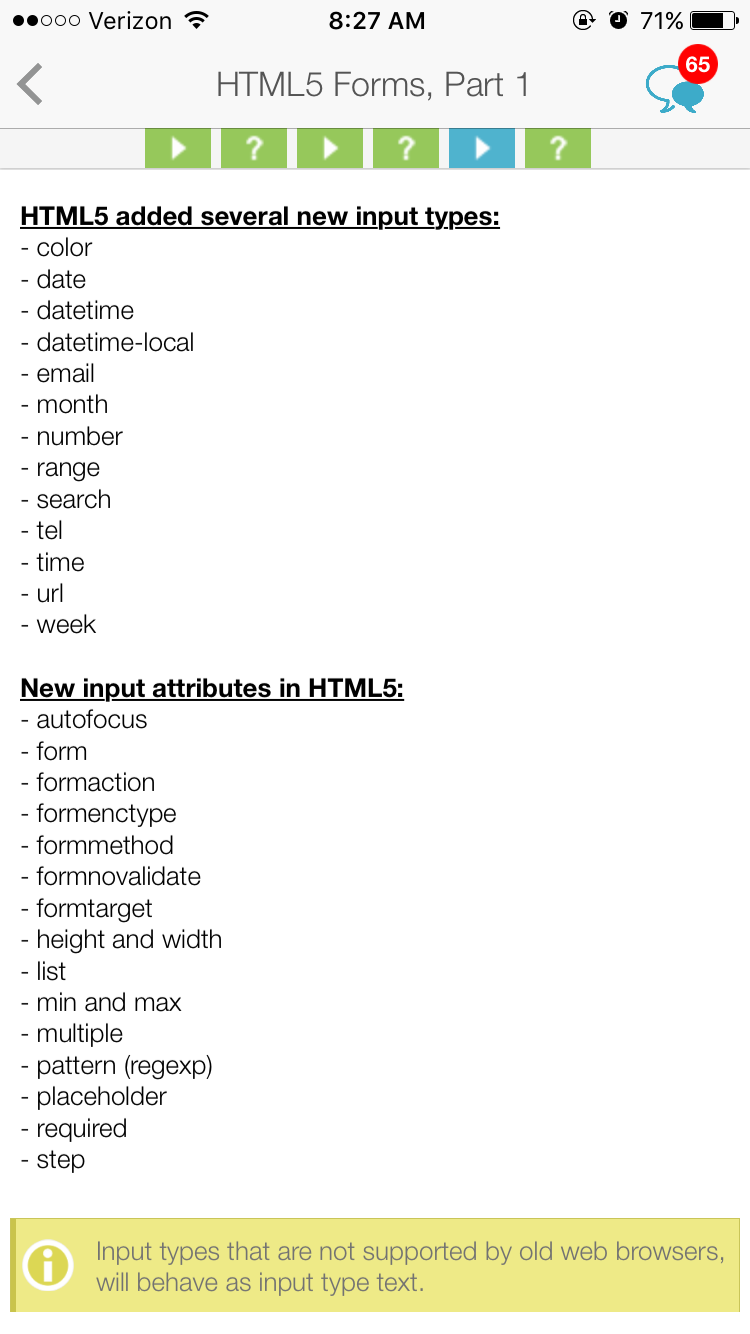 Verizon 8:27 AM 71%
HTML5 Forms, Part 1
65
? ? ?
HTML5 added several new input types:
- color
- date
- datetime
- datetime-local
- email
- month
- number
- range
- search
- tel
- time
- url
- week
New input attributes in HTML5:
- autofocus
- form
- formaction
- formenctype
- formmethod
- formnovalidate
- formtarget
- height and width
- list
- min and max
- multiple
- pattern (regexp)
- placeholder
- required
- step
Input types that are not supported by old web browsers,
will behave as input type text.